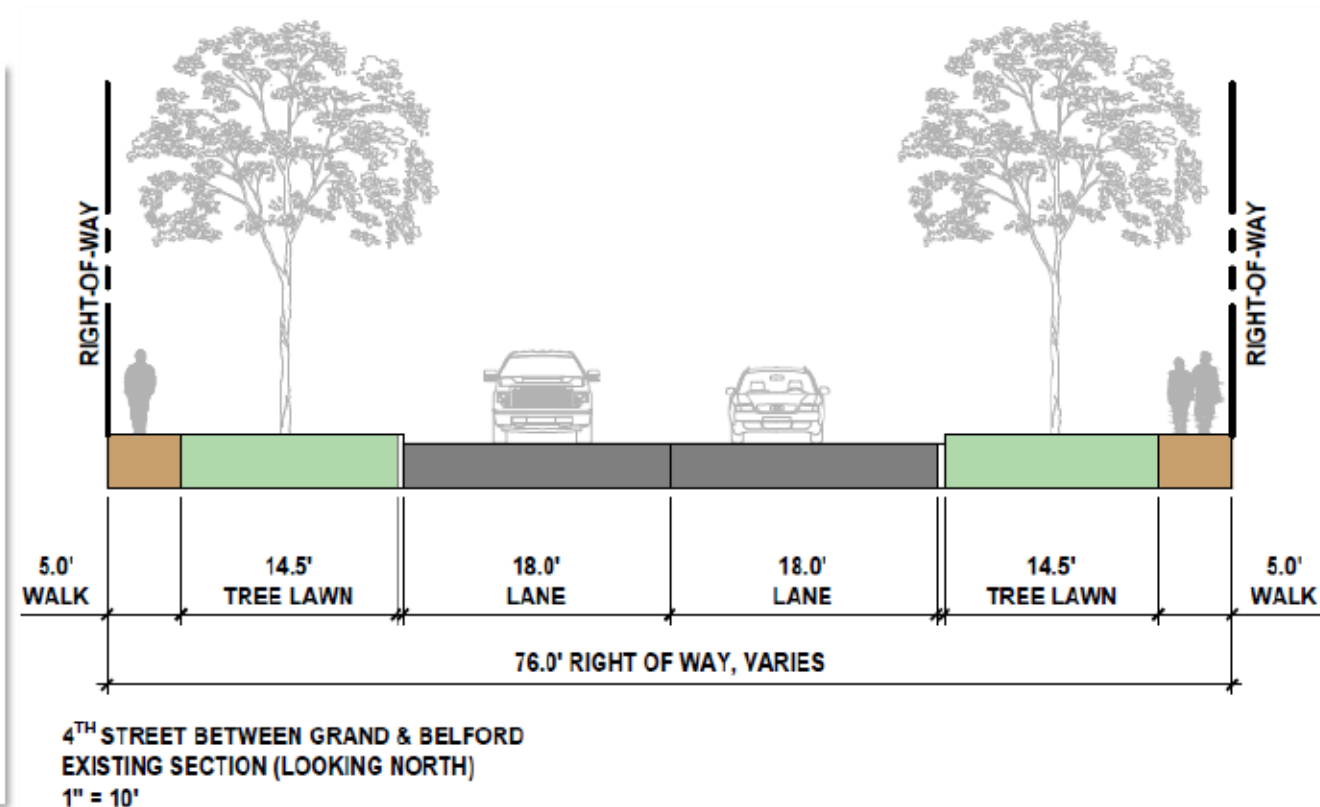 RIGHT-OF-WAY
RIGHT-OF-WAY
5.0'
WALK
14.5'
TREE LAWN
18.0'
LANE
18.0'
LANE
14.5'
TREE LAWN
5.0'
WALK
76.0' RIGHT OF WAY, VARIES
4TH STREET BETWEEN GRAND & BELFORD
EXISTING SECTION (LOOKING NORTH)
1" = 10'